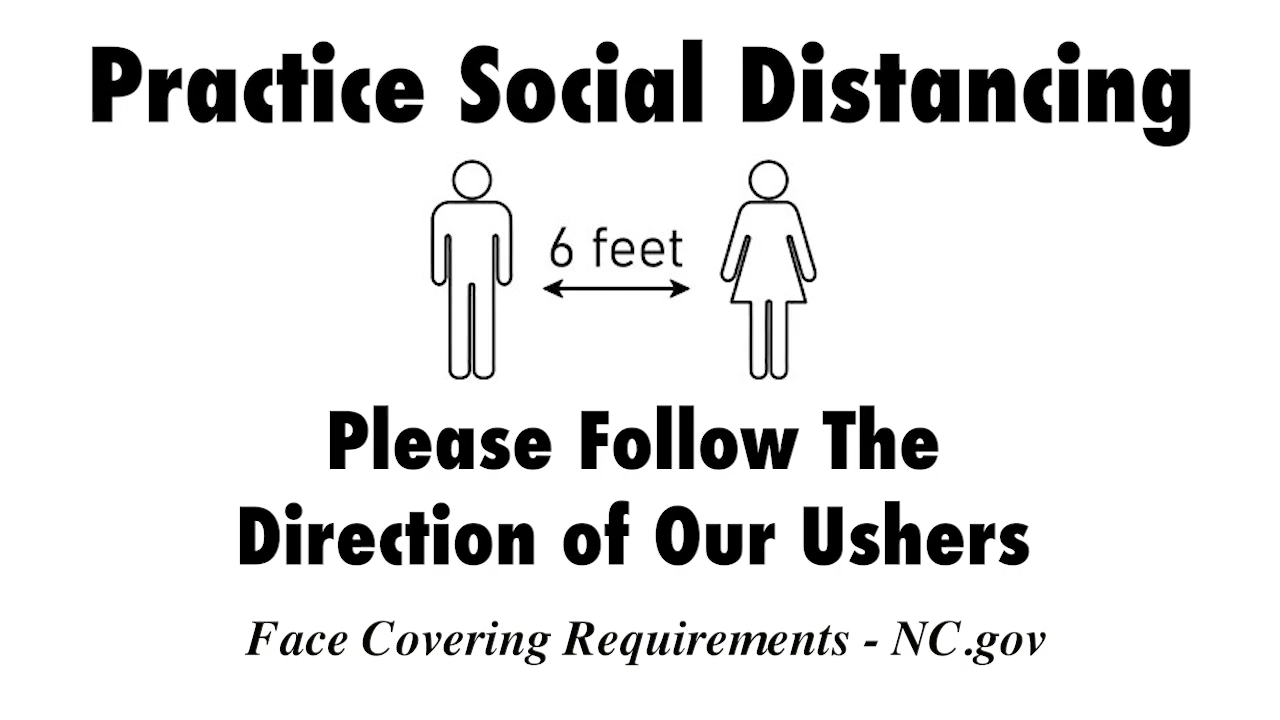 Practice Social Distancing
6 feet
Please Follow The
Direction of Our Ushers
Face Covering Requirements - NC.gov